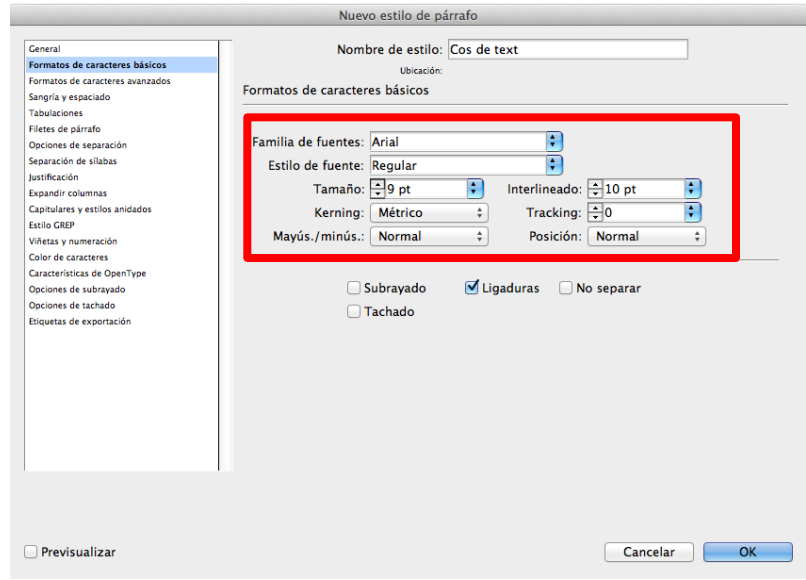 Nuevo estilo de párrafo
General
Formatos de caracteres básicos
Formatos de caracteres avanzados
Sangría y espaciado
Tabulaciones
Filetes de párrafo
Opciones de separación
Separación de sílabas
Justificación
Expandir columnas
Capitulares y estilos anidados
Estilo GREP
Viñetas y numeración
Color de caracteres
Características de OpenType
Opciones de subrayado
Opciones de tachado
Etiquetas de exportación
Nombre de estilo: Cos de text
Ubicación:
Formatos de caracteres básicos
Familia de fuentes: Arial
Estilo de fuente: Regular
Tamaño: 9 pt Interlineado: 10 pt
Kerning: Métrico Tracking: 0
Mayús./minús.: Normal Posición: Normal
Subrayado Ligaduras No separar
Tachado
Previsualizar Cancelar OK